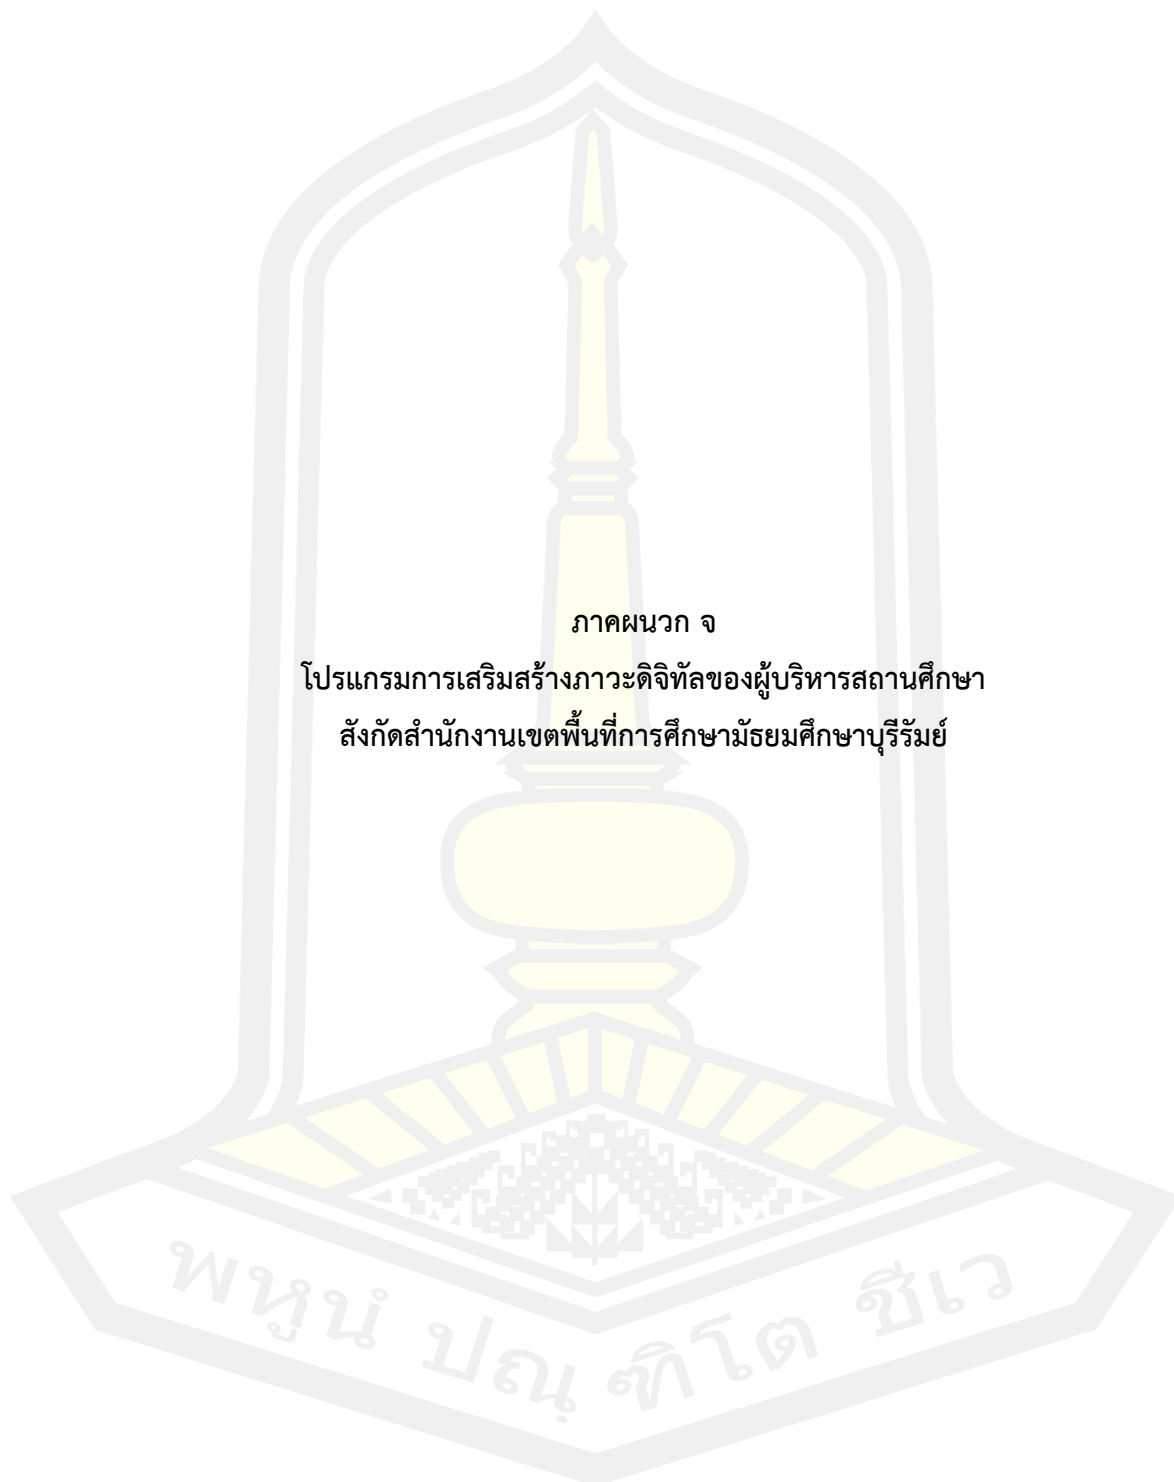 ภาคผนวก จ
โปรแกรมการเสริมสร้างภาวะดิจิทัลของผู้บริหารสถานศึกษา
สังกัดสำนักงานเขตพื้นที่การศึกษามัธยมศึกษาบุรีรัมย์
พหูนํ ปณฺฑิโต ชีเว